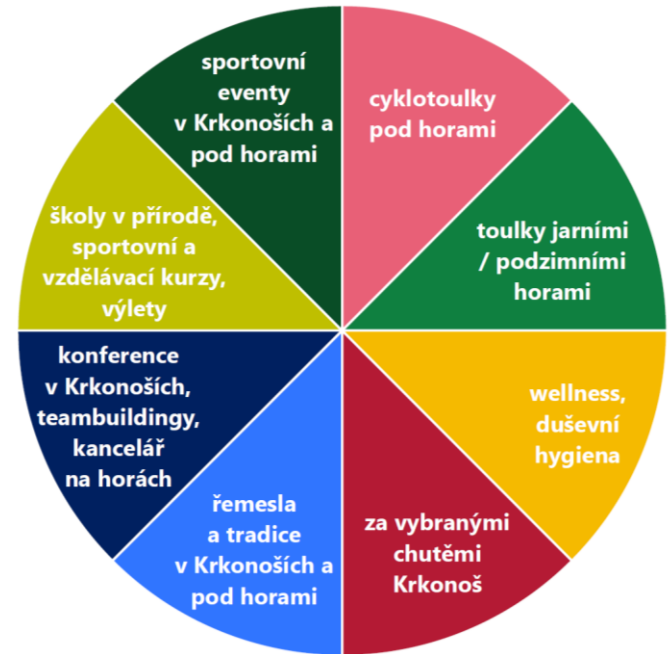 sportovní
eventy
v Krkonoších a
pod horami
cyklotoulky
pod horami
toulky jarními
/ podzimními
horami
wellness,
duševní
hygiena
za vybranými
chutěmi
Krkonoš
řemesla
a tradice
v Krkonoších a
pod horami
konference
v Krkonoších,
teambuildingy,
kancelář
na horách
školy v přírodě,
sportovní a
vzdělávací kurzy,
výlety